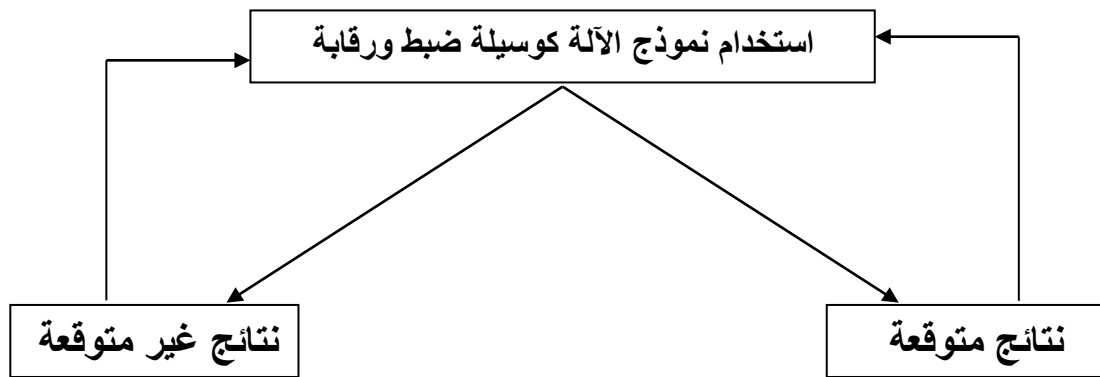 استخدام نموذج الآلة كوسيلة ضبط ورقابة
نتائج متوقعة
نتائج غير متوقعة